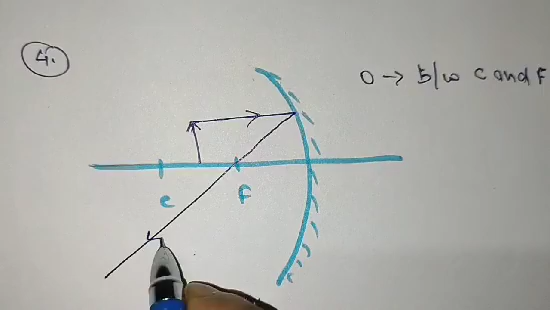 4.
O → b/w C and F
C
F